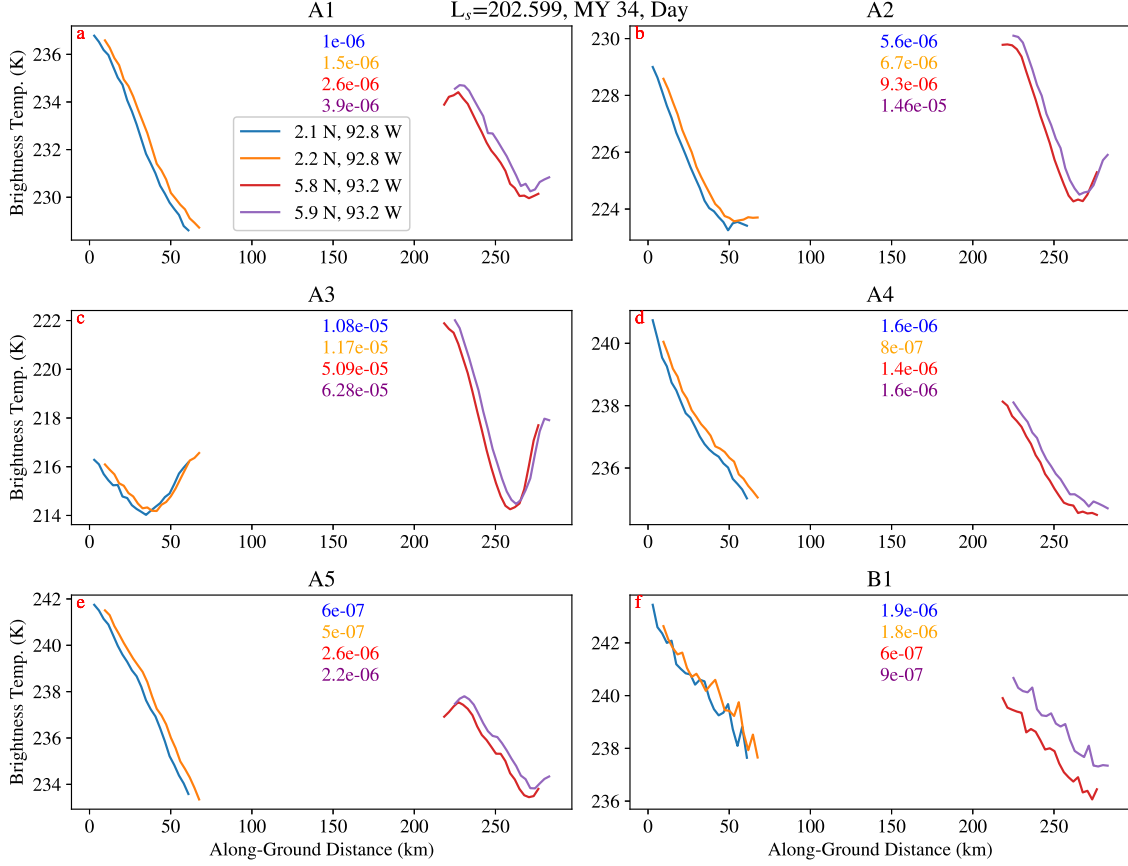 A1
L_s=202.599, MY 34, Day
A2
a
1e-06
1.5e-06
2.6e-06
3.9e-06
2.1 N, 92.8 W
2.2 N, 92.8 W
5.8 N, 93.2 W
5.9 N, 93.2 W
Brightness Temp. (K)
236
234
232
230
0 50 100 150 200 250
b
5.6e-06
6.7e-06
9.3e-06
1.46e-05
230
228
226
224
0 50 100 150 200 250
A3
c
1.08e-05
1.17e-05
5.09e-05
6.28e-05
Brightness Temp. (K)
222
220
218
216
214
0 50 100 150 200 250
A4
d
1.6e-06
8e-07
1.4e-06
1.6e-06
240
238
236
0 50 100 150 200 250
A5
e
6e-07
5e-07
2.6e-06
2.2e-06
Brightness Temp. (K)
242
240
238
236
234
0 50 100 150 200 250
Along-Ground Distance (km)
B1
f
1.9e-06
1.8e-06
6e-07
9e-07
242
240
238
236
0 50 100 150 200 250
Along-Ground Distance (km)